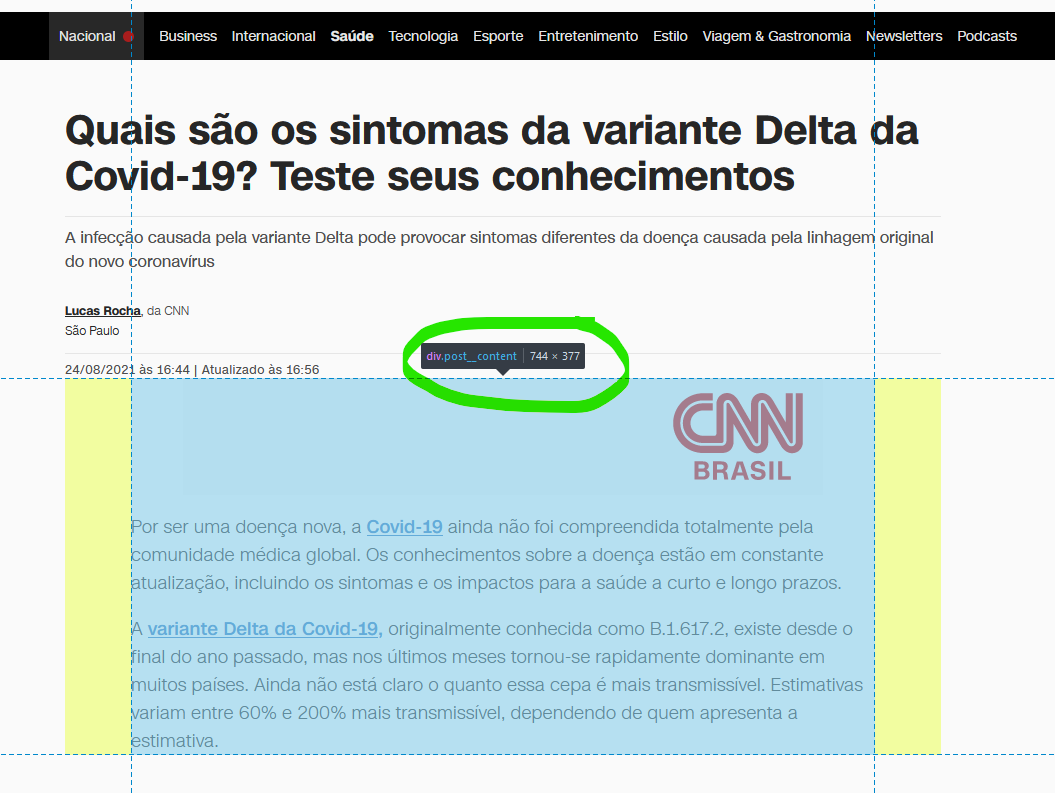 Nacional Business Internacional Saúde Tecnologia Esporte Entretenimento Estilo Viagem & Gastronomia Newsletters Podcasts
Quais são os sintomas da variante Delta da
Covid-19? Teste seus conhecimentos
A infecção causada pela variante Delta pode provocar sintomas diferentes da doença causada pela linhagem original
do novo coronavírus
Lucas Rocha, da CNN
São Paulo
div.post__content 744 × 377
24/08/2021 às 16:44 | Atualizado às 16:56
CNN
BRASIL
Por ser uma doença nova, a Covid-19 ainda não foi compreendida totalmente pela
comunidade médica global. Os conhecimentos sobre a doença estão em constante
atualização, incluindo os sintomas e os impactos para a saúde a curto e longo prazos.
A variante Delta da Covid-19, originalmente conhecida como B.1.617.2, existe desde o
final do ano passado, mas nos últimos meses tornou-se rapidamente dominante em
muitos países. Ainda não está claro o quanto essa cepa é mais transmissível. Estimativas
variam entre 60% e 200% mais transmissível, dependendo de quem apresenta a
estimativa.